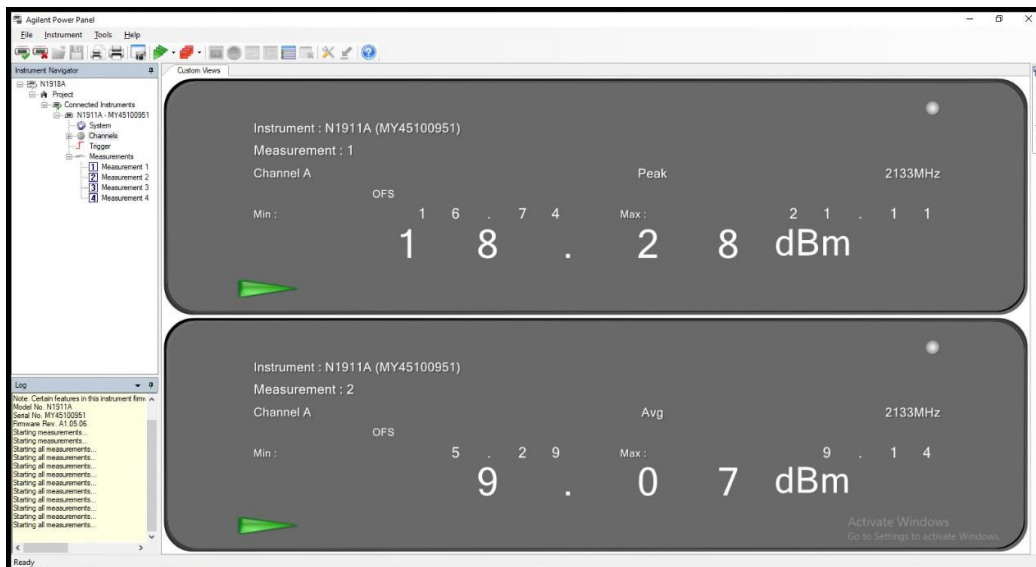 Agilent Power Panel
File Instrument Tools Help
Instrument Navigator
N1918A
Project
Connected Instruments
N1911A - MY45100951
System
Channels
Trigger
Measurements
1 Measurement 1
2 Measurement 2
3 Measurement 3
4 Measurement 4
Log
Note: Certain features in this instrument firm
Model No. N1911A
Serial No. MY45100951
Firmware Rev. A1.05.06
Starting measurements...
Starting measurements...
Starting all measurements...
Starting all measurements...
Starting all measurements...
Starting all measurements...
Starting all measurements...
Starting all measurements...
Starting all measurements...
Starting all measurements...
Starting all measurements...
Starting all measurements...
Ready
Custom Views
Instrument : N1911A (MY45100951)
Measurement : 1
Channel A Peak 2133MHz
OFS
Min : 16.74 Max : 21.11
18.28 dBm
Instrument : N1911A (MY45100951)
Measurement : 2
Channel A Avg 2133MHz
OFS
Min : 5.29 Max : 9.14
9.07 dBm
Activate Windows
Go to Settings to activate Windows.